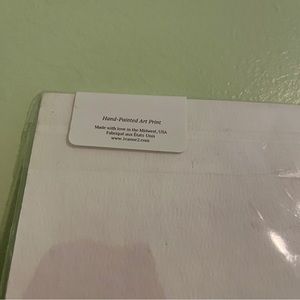 Hand-Painted Art Print
Made with love in the Midwest, USA
Fabriqué aux États-Unis